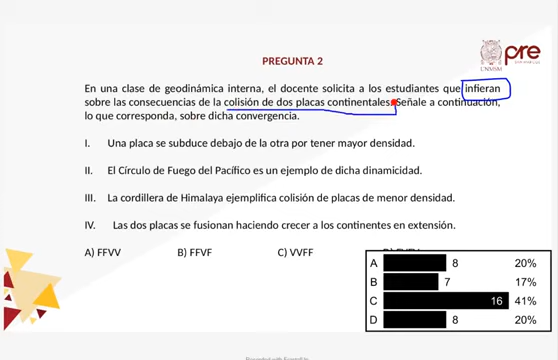 pre
UNMSM
PREGUNTA 2
En una clase de geodinámica interna, el docente solicita a los estudiantes que infieran
sobre las consecuencias de la colisión de dos placas continentales. Señale a continuación,
lo que corresponda, sobre dicha convergencia.
I. Una placa se subduce debajo de la otra por tener mayor densidad.
II. El Círculo de Fuego del Pacífico es un ejemplo de dicha dinamicidad.
III. La cordillera de Himalaya ejemplifica colisión de placas de menor densidad.
IV. Las dos placas se fusionan haciendo crecer a los continentes en extensión.
A) FFVV B) FFVF C) VVFF
A 8 20%
B 7 17%
C 16 41%
D 8 20%